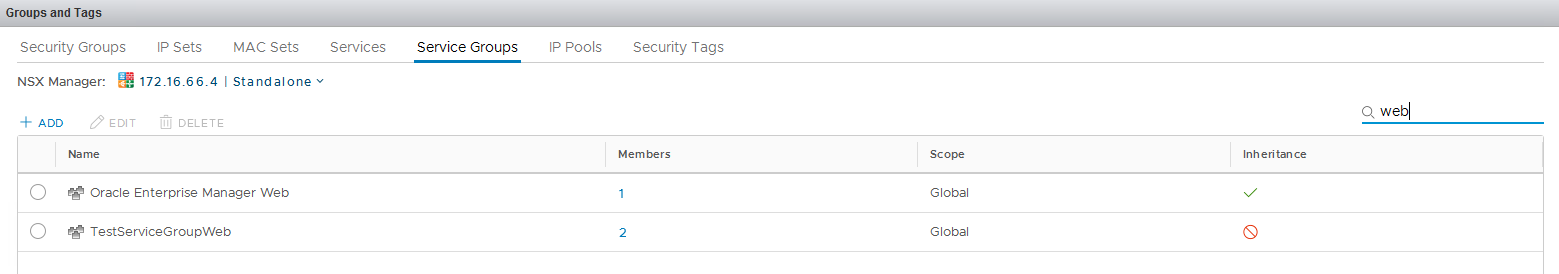 Groups and Tags
Security Groups IP Sets MAC Sets Services Service Groups IP Pools Security Tags
NSX Manager: 172.16.66.4 | Standalone
ADD EDIT DELETE web
Name Members Scope Inheritance
Oracle Enterprise Manager Web 1 Global
TestServiceGroupWeb 2 Global